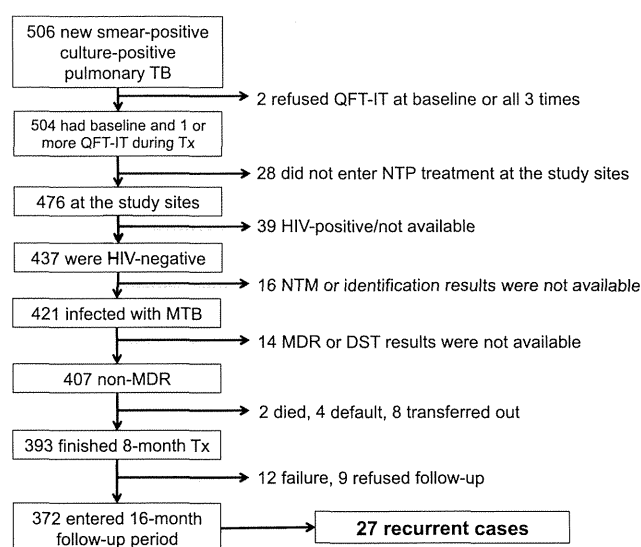 506 new smear-positive
culture-positive
pulmonary TB
2 refused QFT-IT at baseline or all 3 times
504 had baseline and 1 or
more QFT-IT during Tx
28 did not enter NTP treatment at the study sites
476 at the study sites
39 HIV-positive/not available
437 were HIV-negative
16 NTM or identification results were not available
421 infected with MTB
14 MDR or DST results were not available
407 non-MDR
2 died, 4 default, 8 transferred out
393 finished 8-month Tx
12 failure, 9 refused follow-up
372 entered 16-month
follow-up period
27 recurrent cases